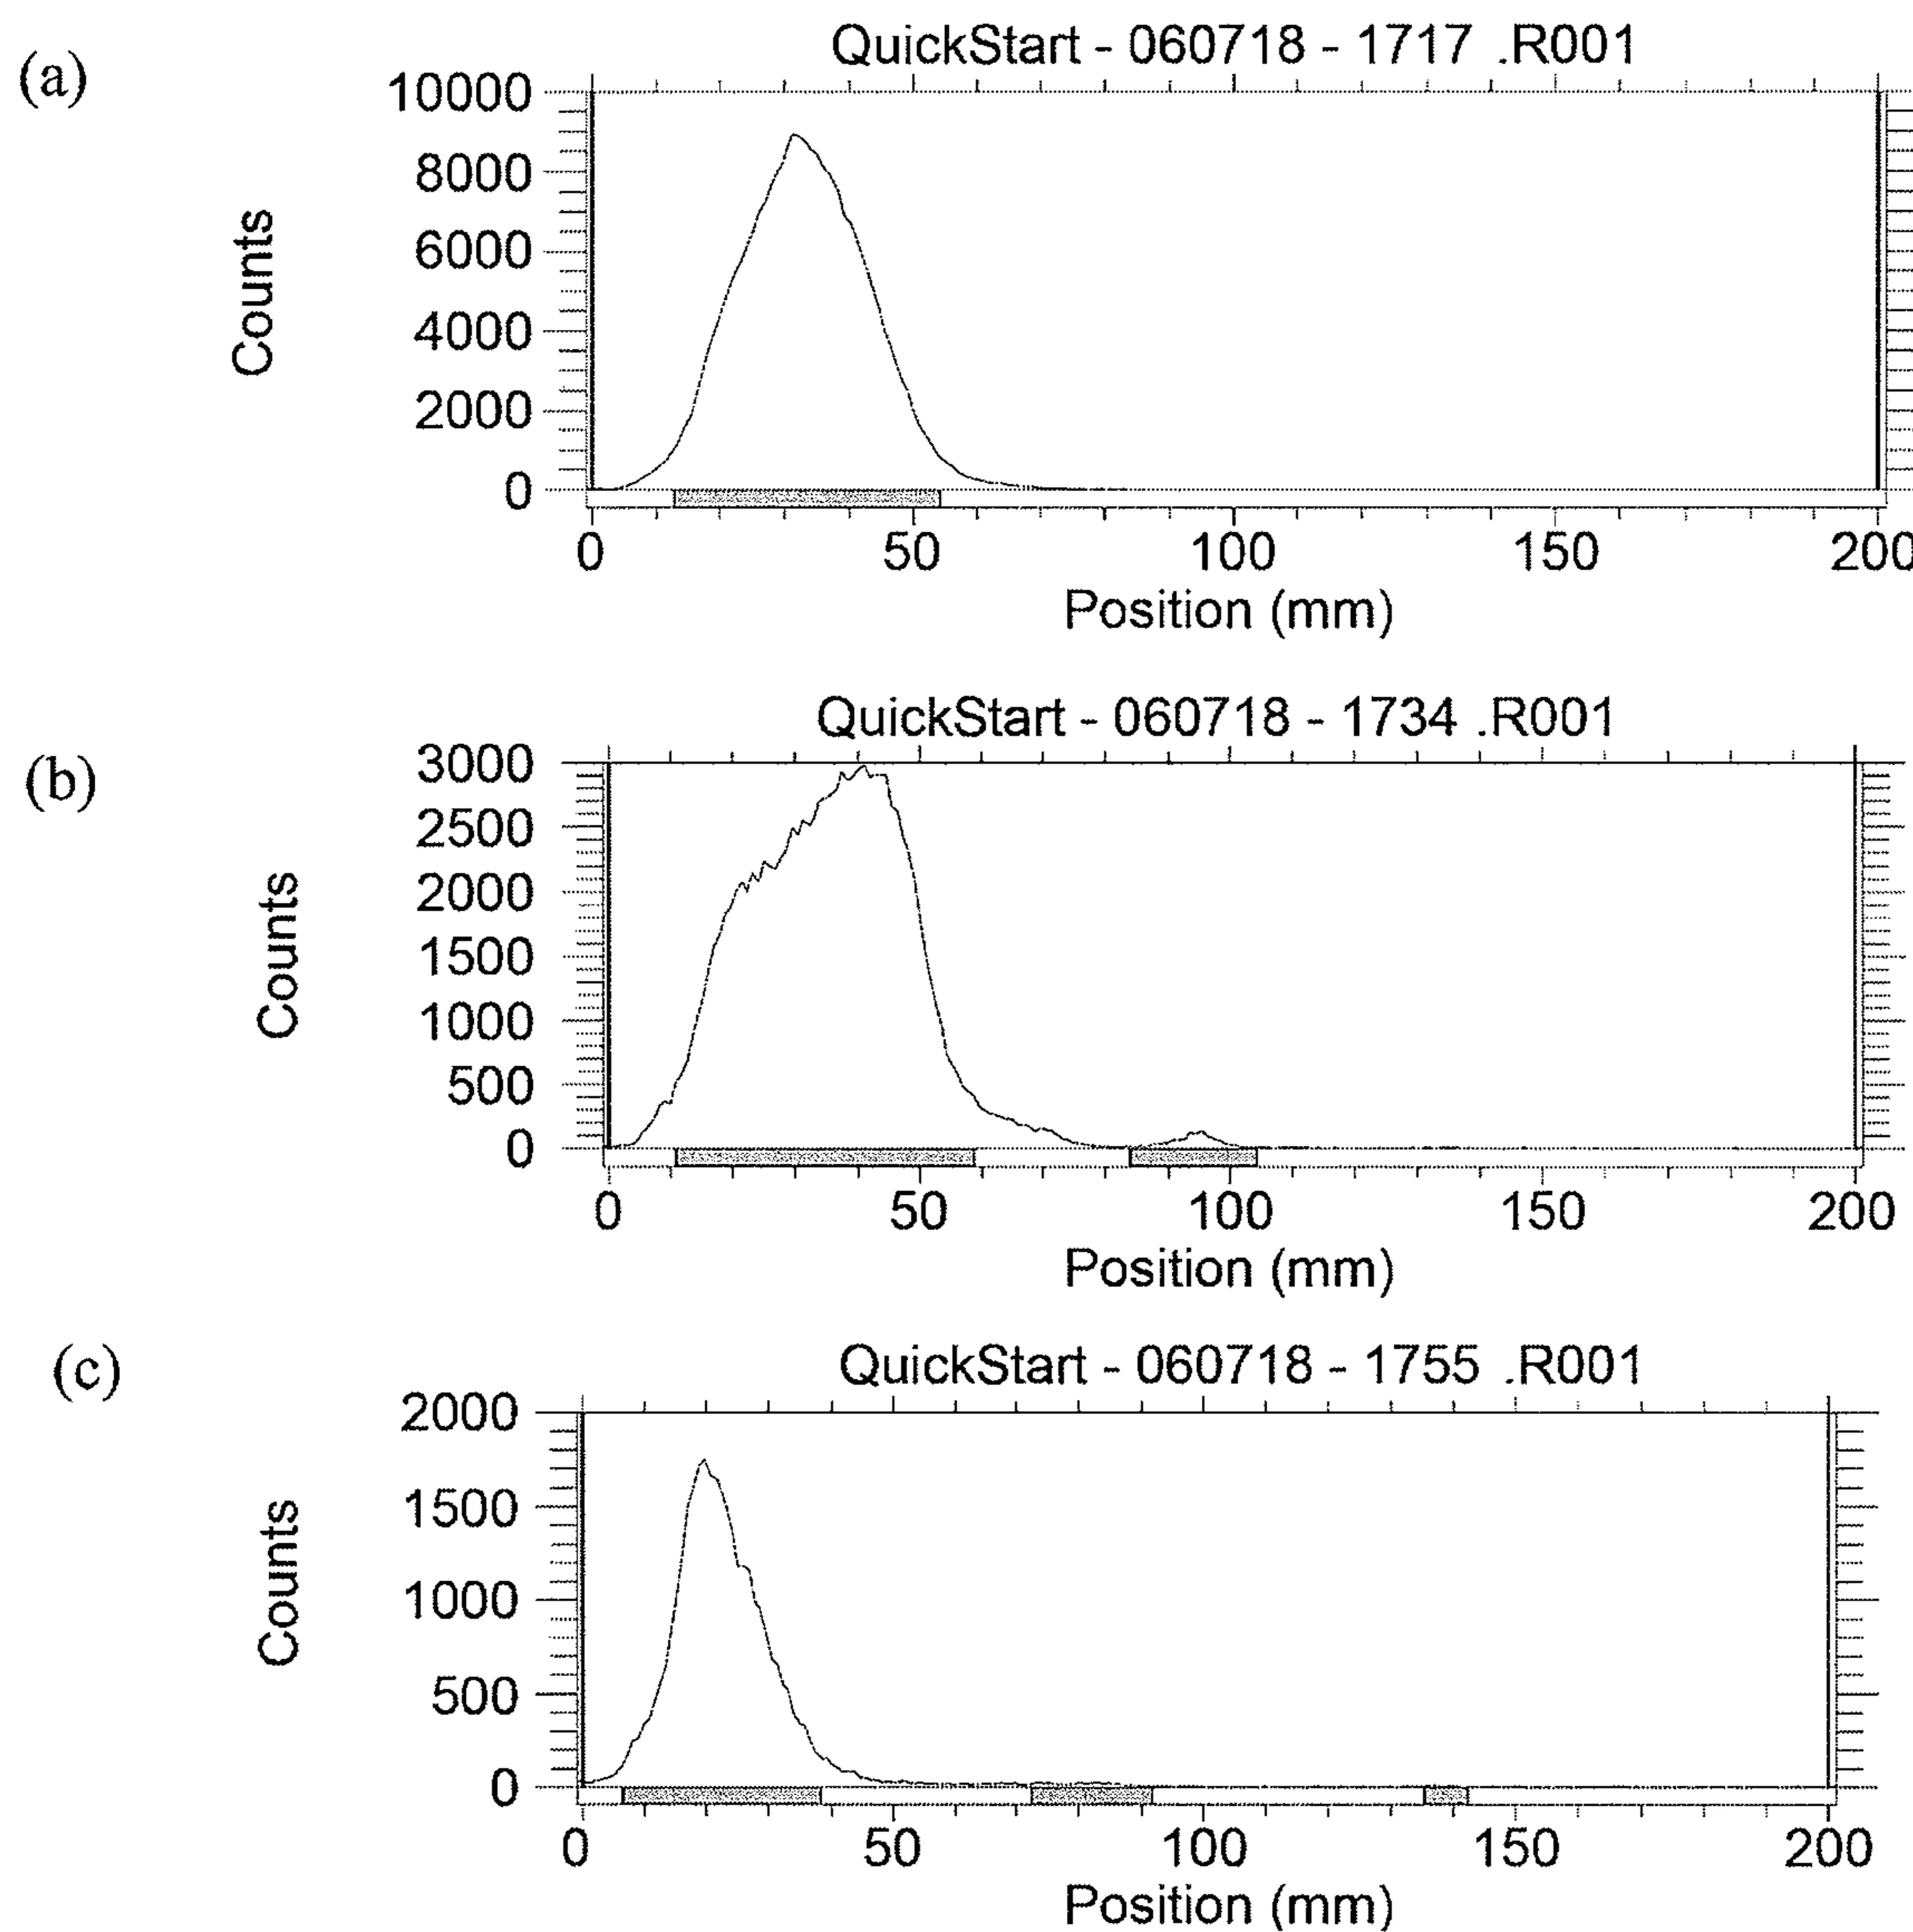 (a)
QuickStart - 060718 - 1717 .R001
10000
8000
6000
4000
2000
0
Counts
0 50 100 150 200
Position (mm)
(b)
QuickStart - 060718 - 1734 .R001
3000
2500
2000
1500
1000
500
0
Counts
0 50 100 150 200
Position (mm)
(c)
QuickStart - 060718 - 1755 .R001
2000
1500
1000
500
0
Counts
0 50 100 150 200
Position (mm)